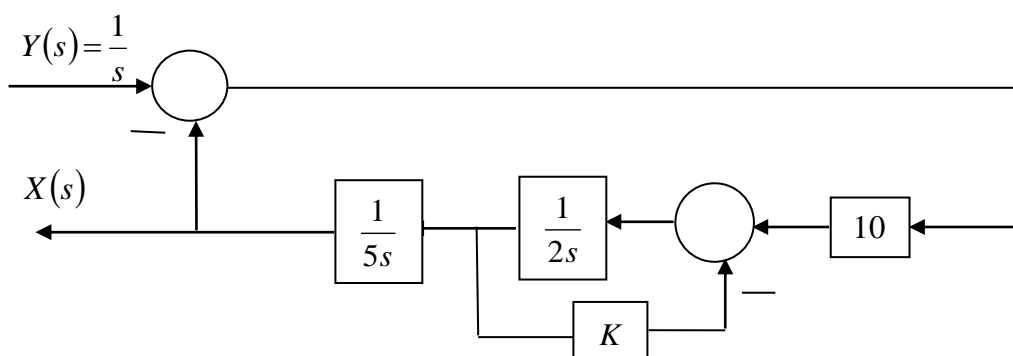 Y(s)=1/s
—
X(s)
1/5s
1/2s
10
—
K